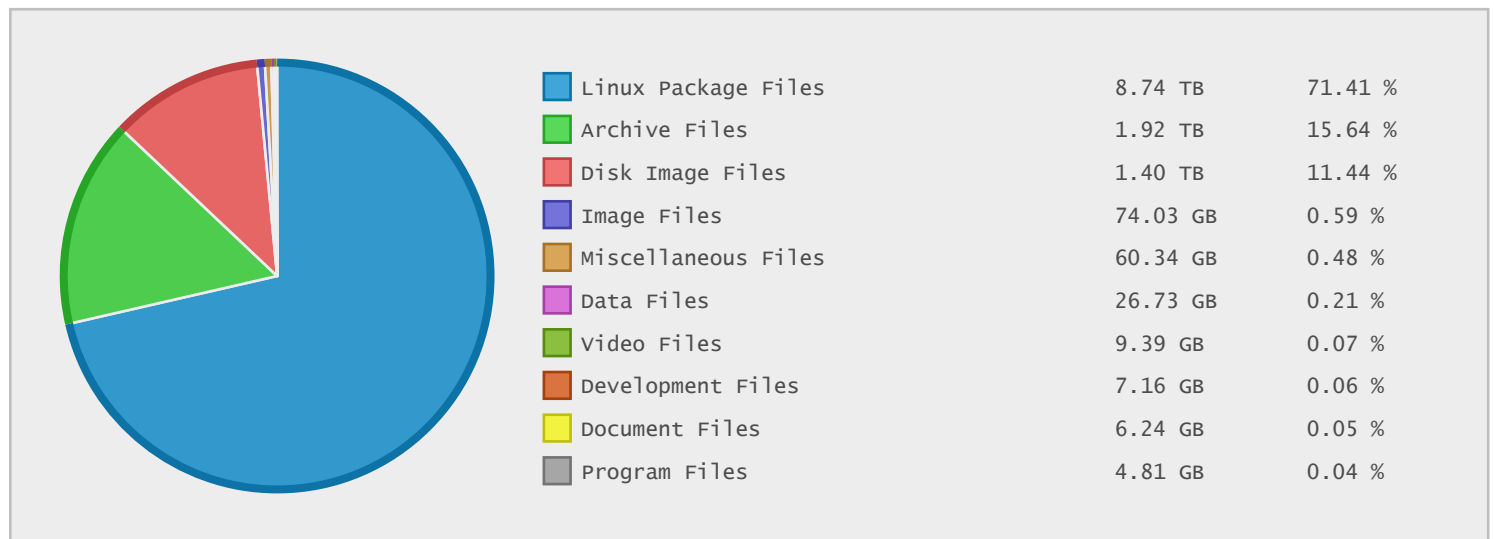 Linux Package Files 8.74 TB 71.41 %
Archive Files 1.92 TB 15.64 %
Disk Image Files 1.40 TB 11.44 %
Image Files 74.03 GB 0.59 %
Miscellaneous Files 60.34 GB 0.48 %
Data Files 26.73 GB 0.21 %
Video Files 9.39 GB 0.07 %
Development Files 7.16 GB 0.06 %
Document Files 6.24 GB 0.05 %
Program Files 4.81 GB 0.04 %